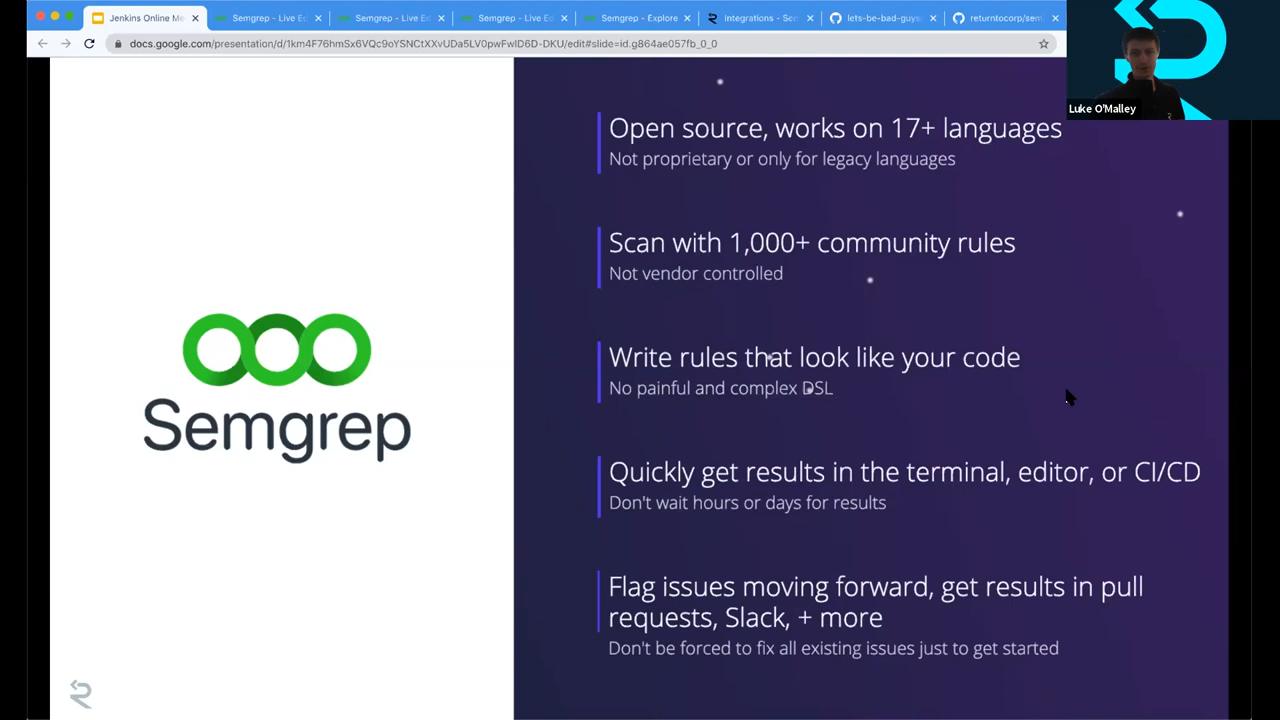 Jenkins Online Me
Semgrep - Live Ed
Semgrep - Live Ed
Semgrep - Live Ed
Semgrep - Explore
Integrations - Sem
lets-be-bad-guys
returntocorp/sem
docs.google.com/presentation/d/1km4F76hmSx6VQc9oYSNCtXXvUDa5LV0pwFwID6D-DKU/edit#slide=id.g864ae057fb_0_0
Luke O'Malley
Open source, works on 17+ languages
Not proprietary or only for legacy languages
Scan with 1,000+ community rules
Not vendor controlled
Write rules that look like your code
No painful and complex DSL
Semgrep
Quickly get results in the terminal, editor, or CI/CD
Don't wait hours or days for results
Flag issues moving forward, get results in pull
requests, Slack, + more
Don't be forced to fix all existing issues just to get started